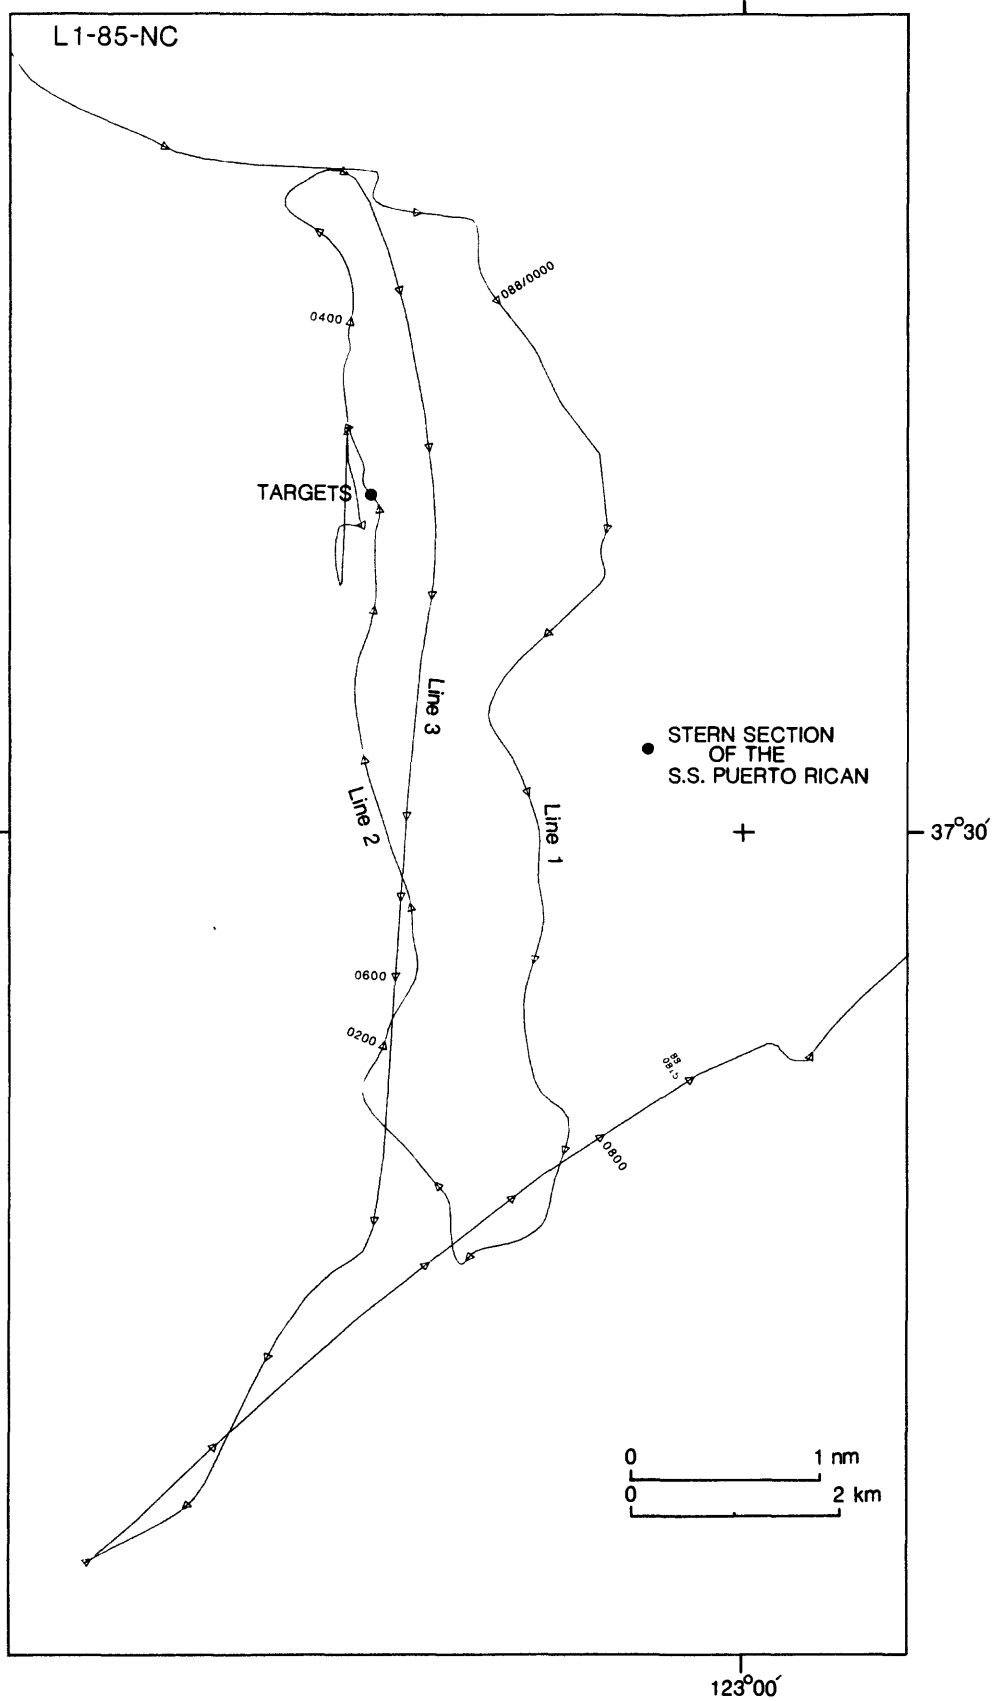 L1-85-NC
088/0000
0400
TARGETS
Line 3
STERN SECTION
OF THE
S.S. PUERTO RICAN
Line 2
Line 1
37°30′
0600
0200
0800
0 1 nm
0 2 km
123°00′